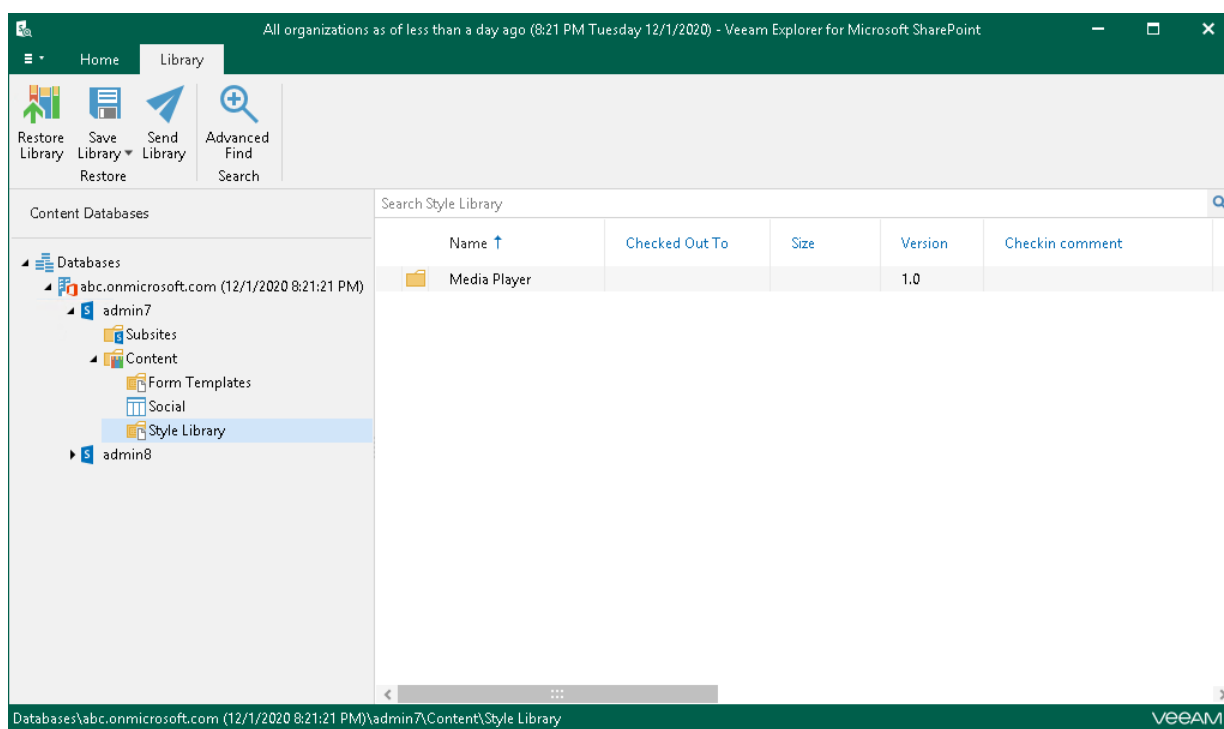 All organizations as of less than a day ago (8:21 PM Tuesday 12/1/2020) - Veeam Explorer for Microsoft SharePoint
Home Library
Restore Library
Save Library
Send Library
Advanced Find
Restore Search
Content Databases
Search Style Library
Name Checked Out To Size Version Checkin comment
Media Player 1.0
Databases
abc.onmicrosoft.com (12/1/2020 8:21:21 PM)
admin7
Subsites
Content
Form Templates
Social
Style Library
admin8
Databases\abc.onmicrosoft.com (12/1/2020 8:21:21 PM)\admin7\Content\Style Library
veeam